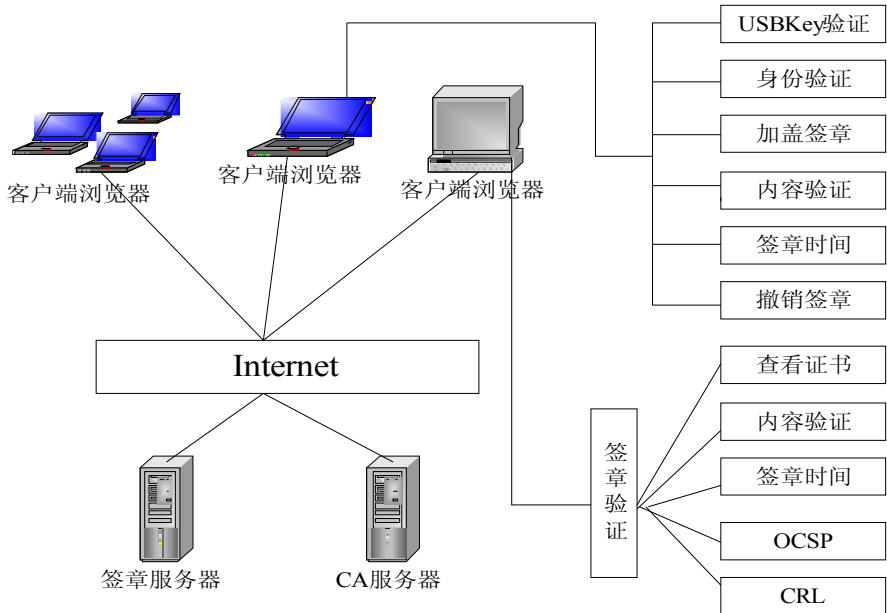 USBKey验证
身份验证
加盖签章
内容验证
签章时间
撤销签章
客户端浏览器
客户端浏览器
客户端浏览器
Internet
签章服务器
CA服务器
签章验证
查看证书
内容验证
签章时间
OCSP
CRL